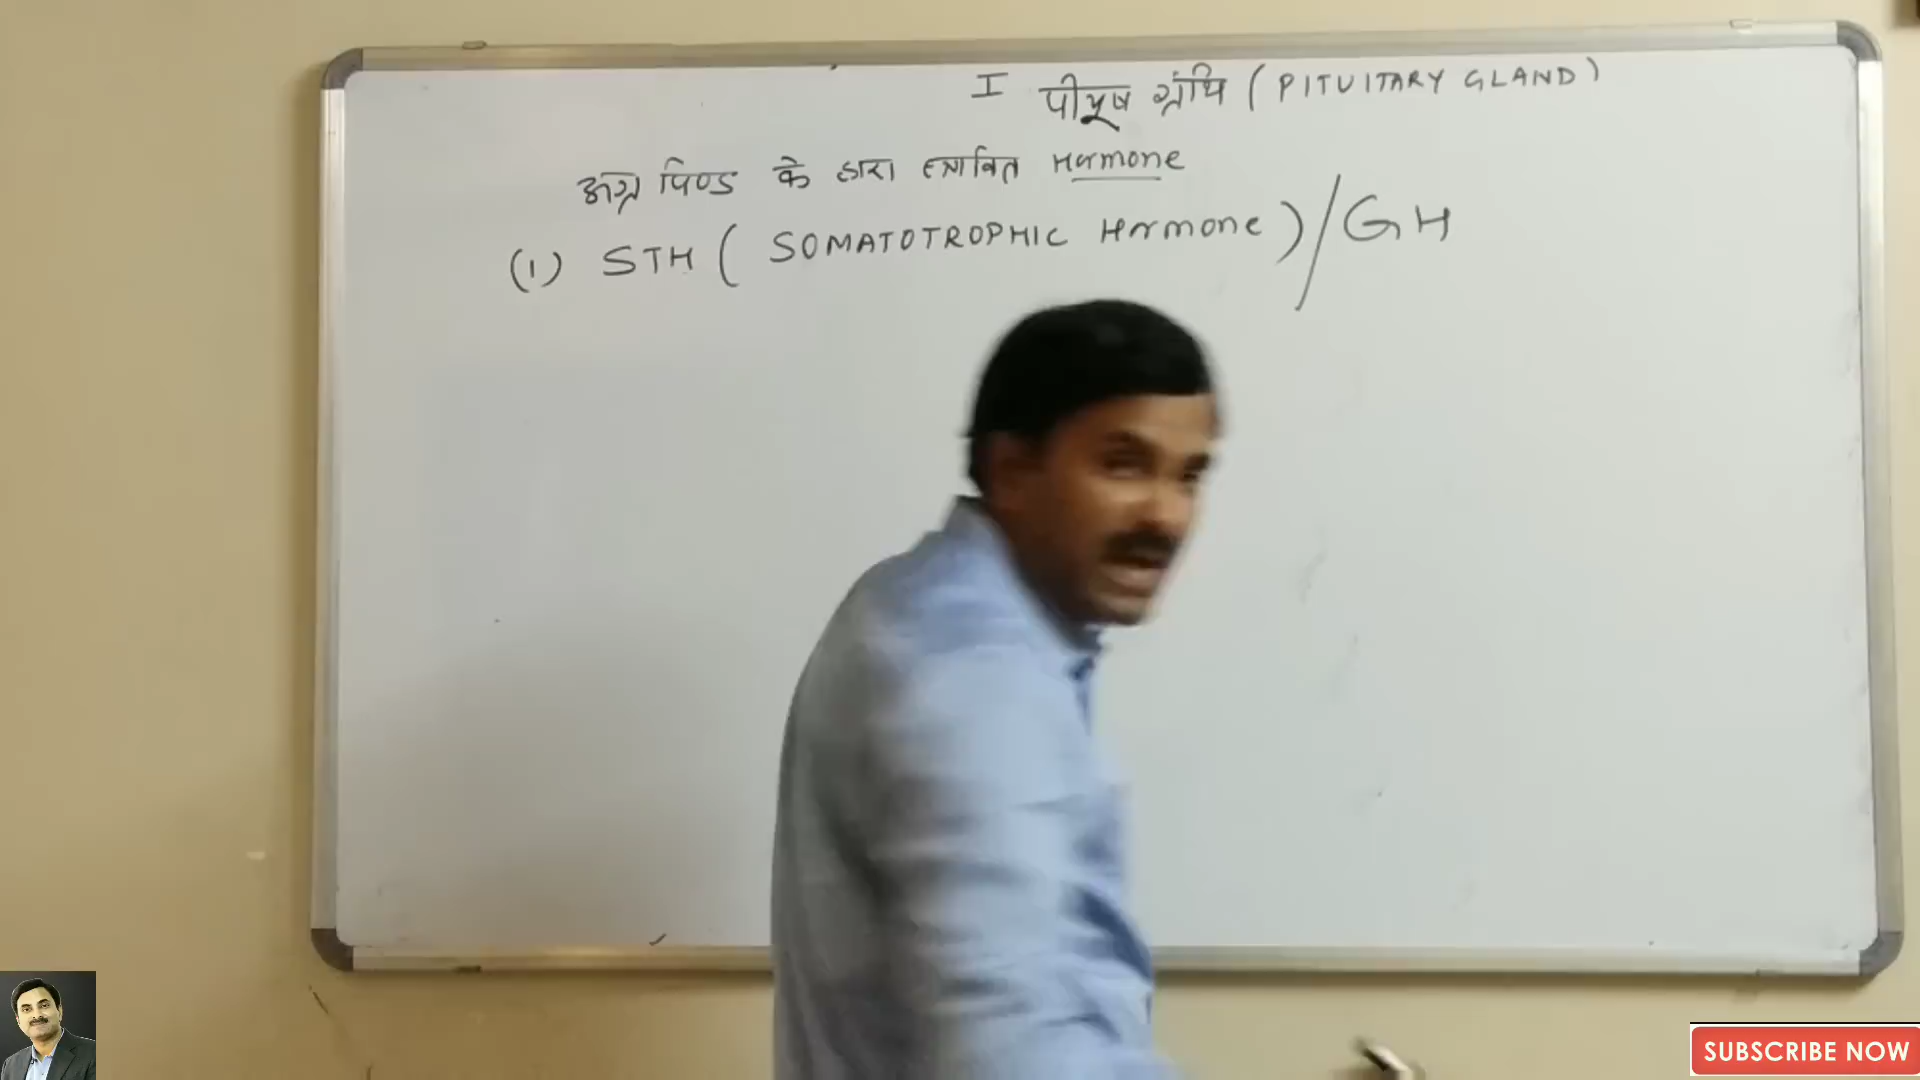 I पीयूष ग्रंथि (PITUITARY GLAND)
अग्र पिण्ड के द्वारा स्त्रावित Hormone
(1) STH ( SOMATOTROPHIC Hormone)/GH
SUBSCRIBE NOW